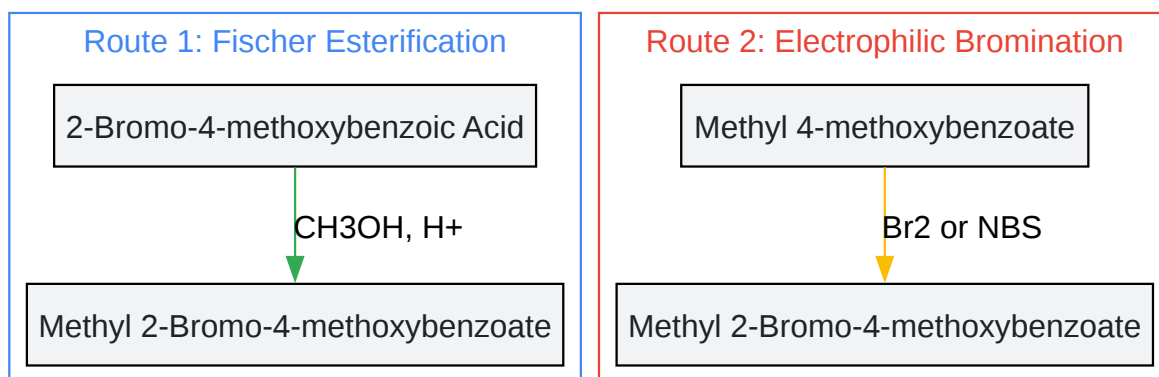 Route 1: Fischer Esterification
2-Bromo-4-methoxybenzoic Acid
CH3OH, H+
Methyl 2-Bromo-4-methoxybenzoate
Route 2: Electrophilic Bromination
Methyl 4-methoxybenzoate
Br2 or NBS
Methyl 2-Bromo-4-methoxybenzoate